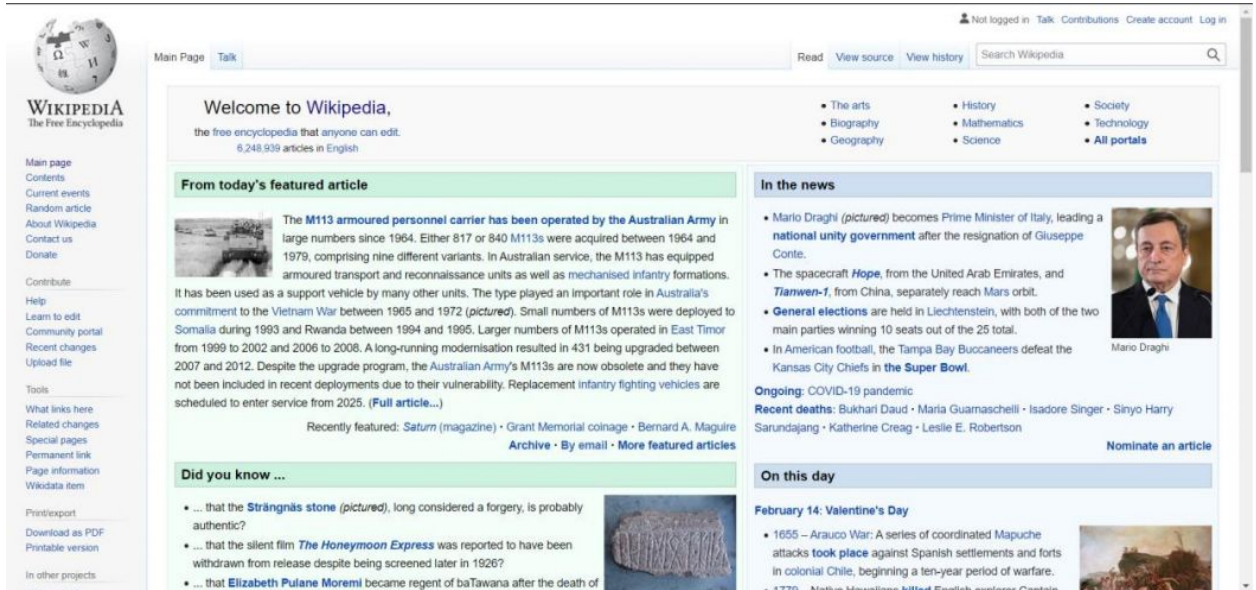 Not logged in Talk Contributions Create account Log in
Main Page Talk
Read View source View history Search Wikipedia
WIKIPEDIA
The Free Encyclopedia
Main page
Contents
Current events
Random article
About Wikipedia
Contact us
Donate
Contribute
Help
Learn to edit
Community portal
Recent changes
Upload file
Tools
What links here
Related changes
Special pages
Permanent link
Page information
Wikidata item
Print/export
Download as PDF
Printable version
In other projects
Welcome to Wikipedia,
the free encyclopedia that anyone can edit.
6,248,939 articles in English
• The arts
• Biography
• Geography
• History
• Mathematics
• Science
• Society
• Technology
• All portals
From today's featured article
The M113 armoured personnel carrier has been operated by the Australian Army in
large numbers since 1964. Either 817 or 840 M113s were acquired between 1964 and
1979, comprising nine different variants. In Australian service, the M113 has equipped
armoured transport and reconnaissance units as well as mechanised infantry formations.
It has been used as a support vehicle by many other units. The type played an important role in Australia's
commitment to the Vietnam War between 1965 and 1972 (pictured). Small numbers of M113s were deployed to
Somalia during 1993 and Rwanda between 1994 and 1995. Larger numbers of M113s operated in East Timor
from 1999 to 2002 and 2006 to 2008. A long-running modernisation resulted in 431 being upgraded between
2007 and 2012. Despite the upgrade program, the Australian Army's M113s are now obsolete and they have
not been included in recent deployments due to their vulnerability. Replacement infantry fighting vehicles are
scheduled to enter service from 2025. (Full article...)
Recently featured: Saturn (magazine) • Grant Memorial coinage • Bernard A. Maguire
Archive • By email • More featured articles
Did you know ...
• ... that the Strängnäs stone (pictured), long considered a forgery, is probably
authentic?
• ... that the silent film The Honeymoon Express was reported to have been
withdrawn from release despite being screened later in 1926?
• ... that Elizabeth Pulane Moremi became regent of baTawana after the death of
In the news
• Mario Draghi (pictured) becomes Prime Minister of Italy, leading a
national unity government after the resignation of Giuseppe
Conte.
• The spacecraft Hope, from the United Arab Emirates, and
Tianwen-1, from China, separately reach Mars orbit.
• General elections are held in Liechtenstein, with both of the two
main parties winning 10 seats out of the 25 total.
• In American football, the Tampa Bay Buccaneers defeat the
Kansas City Chiefs in the Super Bowl.
Mario Draghi
Ongoing: COVID-19 pandemic
Recent deaths: Bukhari Daud • Maria Guarnaschelli • Isadore Singer • Sinyo Harry
Sarundajang • Katherine Creag • Leslie E. Robertson
Nominate an article
On this day
February 14: Valentine's Day
• 1655 – Arauco War: A series of coordinated Mapuche
attacks took place against Spanish settlements and forts
in colonial Chile, beginning a ten-year period of warfare.
• 1779 – Native Hawaiians killed English explorer Captain